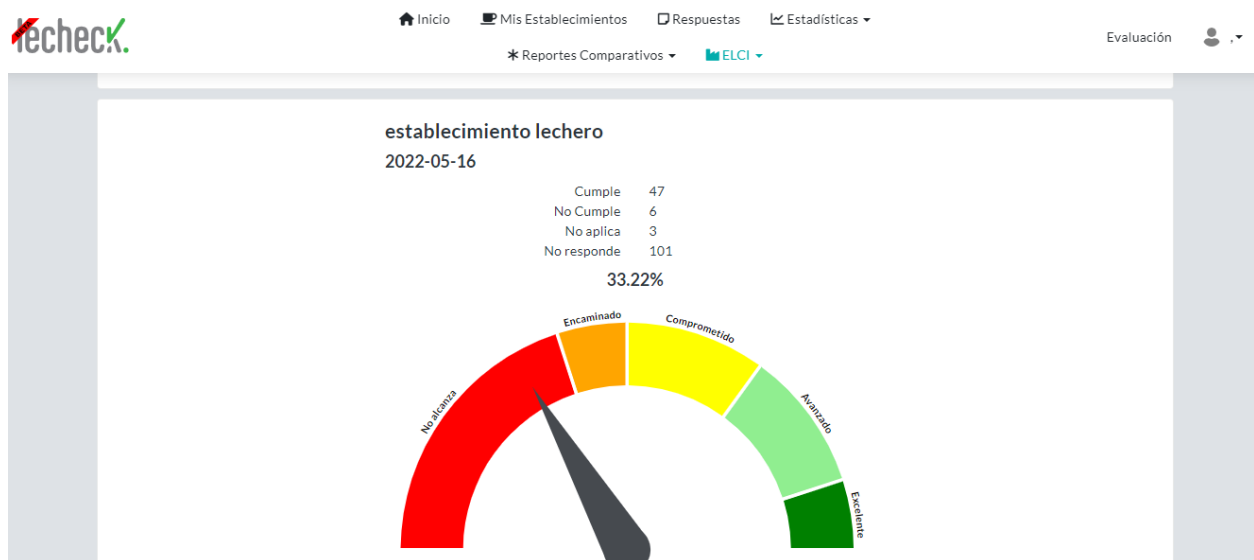 BETA
lecheck.
Inicio
Mis Establecimientos
Respuestas
Estadísticas
Reportes Comparativos
ELCI
Evaluación
,
establecimiento lechero
2022-05-16
Cumple 47
No Cumple 6
No aplica 3
No responde 101
33.22%
No alcanza
Encaminado
Comprometido
Avanzado
Excelente